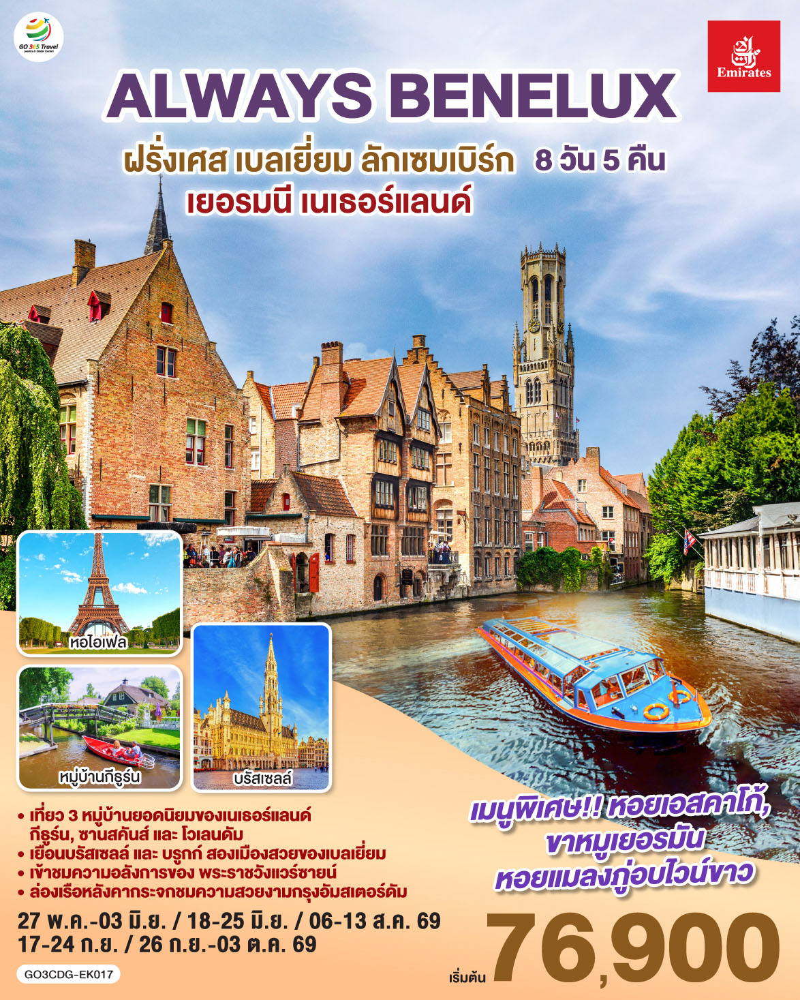 GO 365 Travel
Leaders in Global Tourism
Emirates
ALWAYS BENELUX
ฝรั่งเศส เบลเยี่ยม ลักเซมเบิร์ก 8 วัน 5 คืน
เยอรมนี เนเธอร์แลนด์
หอไอเฟล
หมู่บ้านกีธูร์น
บรัสเซลล์
• เที่ยว 3 หมู่บ้านยอดนิยมของเนเธอร์แลนด์
กีธูร์น, ซานสคันส์ และ โวเลนดัม
• เยือนบรัสเซลล์ และ บรูกก์ สองเมืองสวยของเบลเยี่ยม
• เข้าชมความอลังการของ พระราชวังแวร์ซายน์
• ล่องเรือหลังคากระจกชมความสวยงามกรุงอัมสเตอร์ดัม
เมนูพิเศษ!! หอยเอสคาโก้,
ขาหมูเยอรมัน
หอยแมลงภู่อบไวน์ขาว
27 พ.ค.-03 มิ.ย. / 18-25 มิ.ย. / 06-13 ส.ค. 69
17-24 ก.ย. / 26 ก.ย.-03 ต.ค. 69
GO3CDG-EK017
เริ่มต้น 76,900